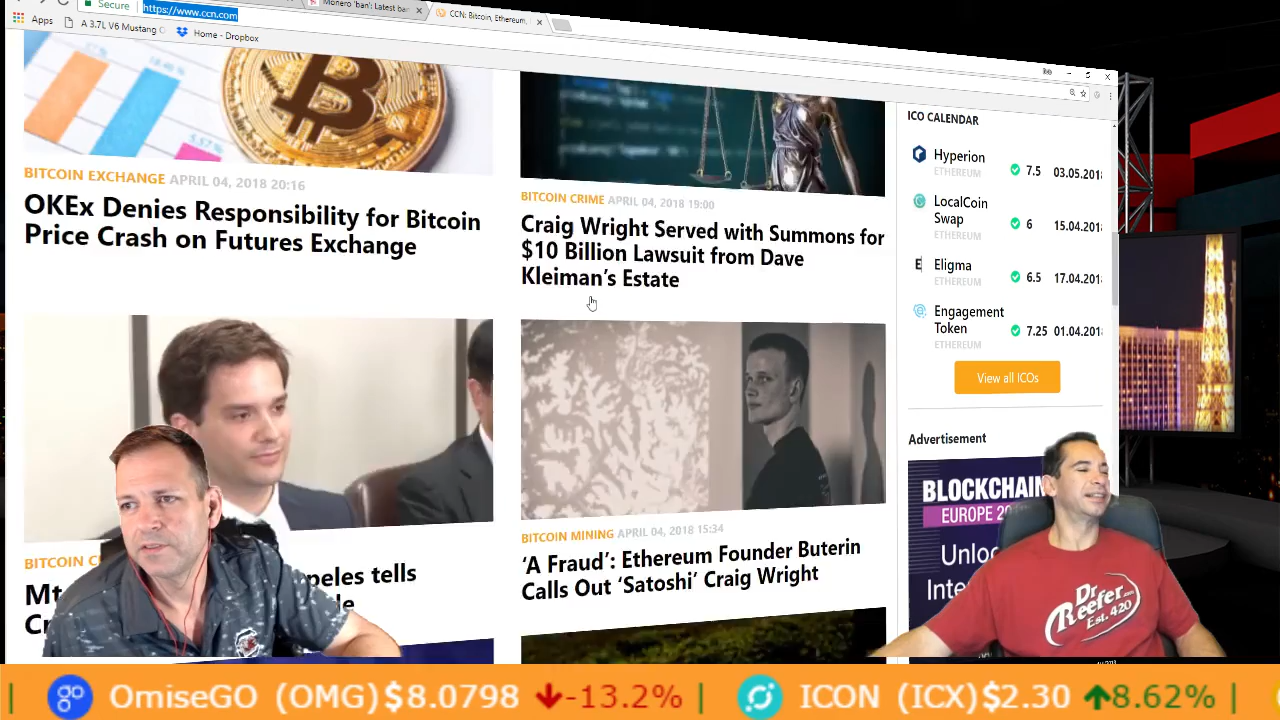 Secure
https://www.ccn.com
Monero 'ban': Latest ba
CCN: Bitcoin, Ethereum,
Apps
A 3.7L V6 Mustang
Home - Dropbox
BITCOIN EXCHANGE APRIL 04, 2018 20:16
OKEx Denies Responsibility for Bitcoin
Price Crash on Futures Exchange
BITCOIN CRIME APRIL 04, 2018 19:00
Craig Wright Served with Summons for
$10 Billion Lawsuit from Dave
Kleiman's Estate
ICO CALENDAR
Hyperion
ETHEREUM
7.5 03.05.2018
LocalCoin
Swap
ETHEREUM
6 15.04.201
Eligma
ETHEREUM
6.5 17.04.201
Engagement
Token
ETHEREUM
7.25 01.04.201
View all ICOs
Advertisement
BLOCKCHAIN
EUROPE 20
Unlo
Inte
BITCOIN MINING APRIL 04, 2018 15:34
'A Fraud': Ethereum Founder Buterin
Calls Out 'Satoshi' Craig Wright
BITCOIN C
Mt
peles tells
C
le
Dr
Reefer
Est. 420
OmiseGO (OMG) $8.0798 -13.2%
ICON (ICX) $2.30 8.62%